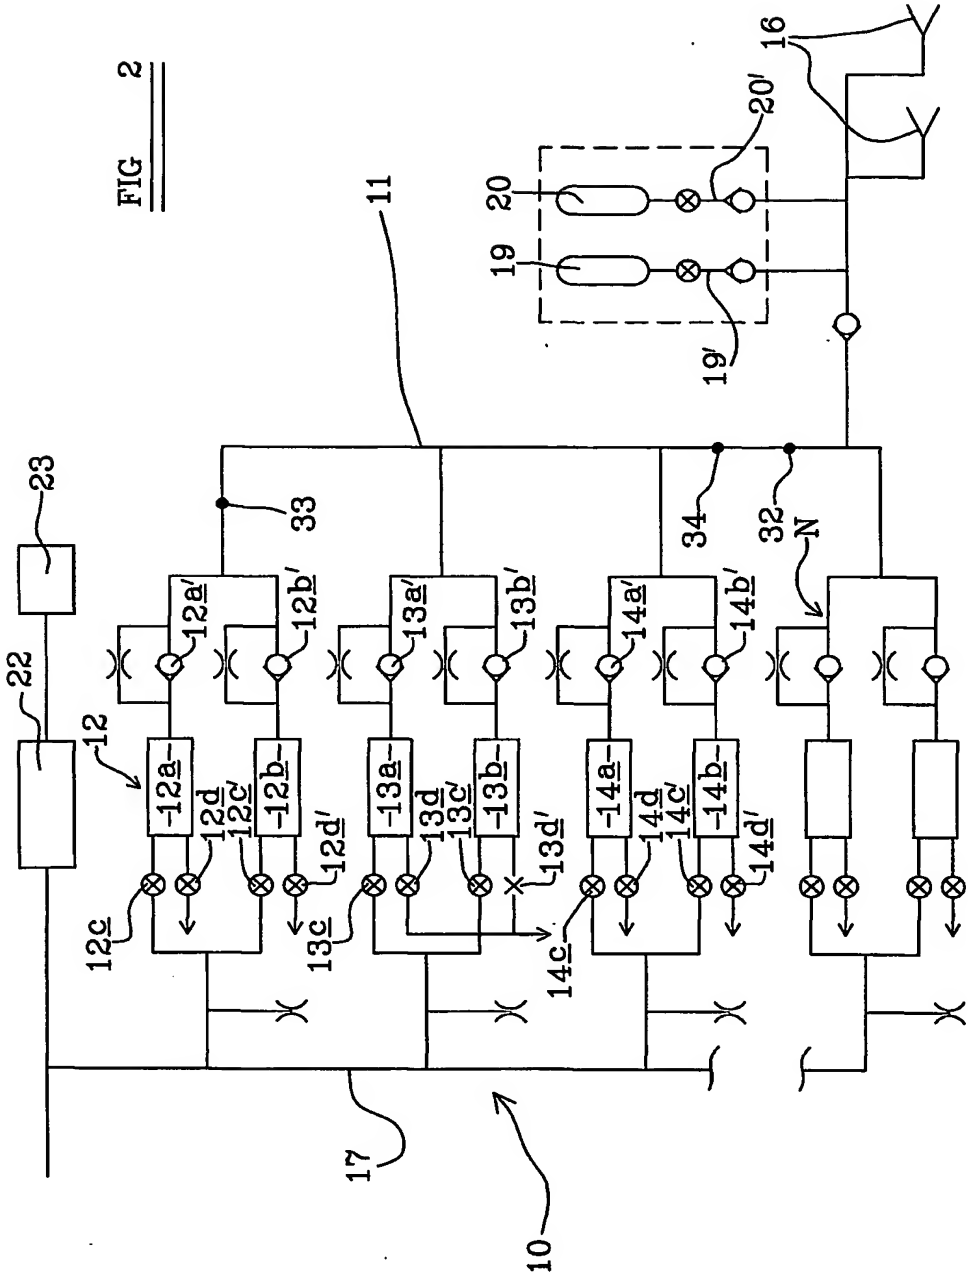 FIG 2
23
22
11
19
20
20'
19'
16
33
34
32
N
12
12a'
12b'
13a'
13b'
14a'
14b'
-12a-
-12b-
-13a-
-13b-
-14a-
-14b-
12c
12d
12c'
12d'
13c
13d
13c'
13d'
14c
14d
14c'
14d'
17
10